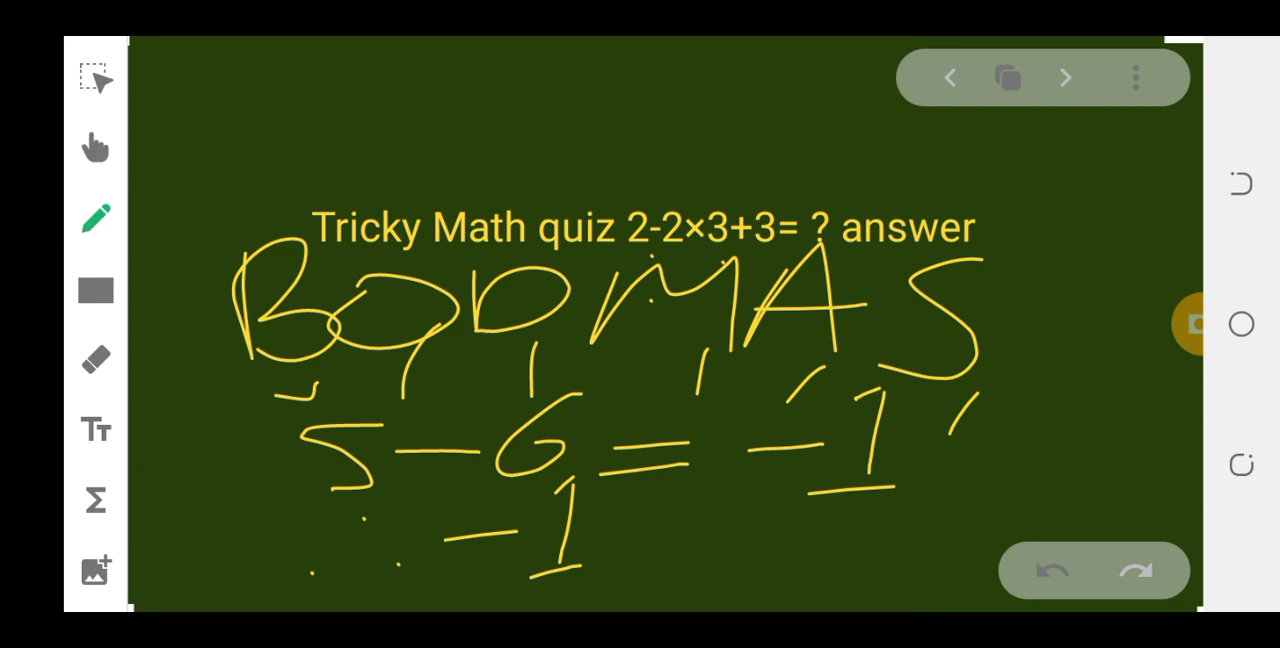 Tricky Math quiz 2-2×3+3= ? answer
BODMAS
5-6=-1
∴ -1